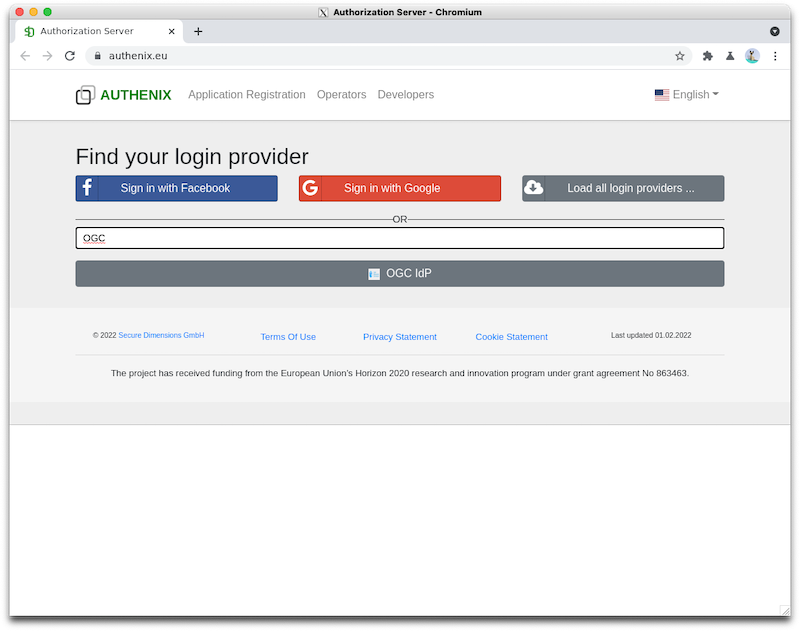 Authorization Server - Chromium
Authorization Server
authenix.eu
AUTHENIX Application Registration Operators Developers English
Find your login provider
Sign in with Facebook Sign in with Google Load all login providers ...
OR
OGC
OGC IdP
© 2022 Secure Dimensions GmbH Terms Of Use Privacy Statement Cookie Statement Last updated 01.02.2022
The project has received funding from the European Union's Horizon 2020 research and innovation program under grant agreement No 863463.